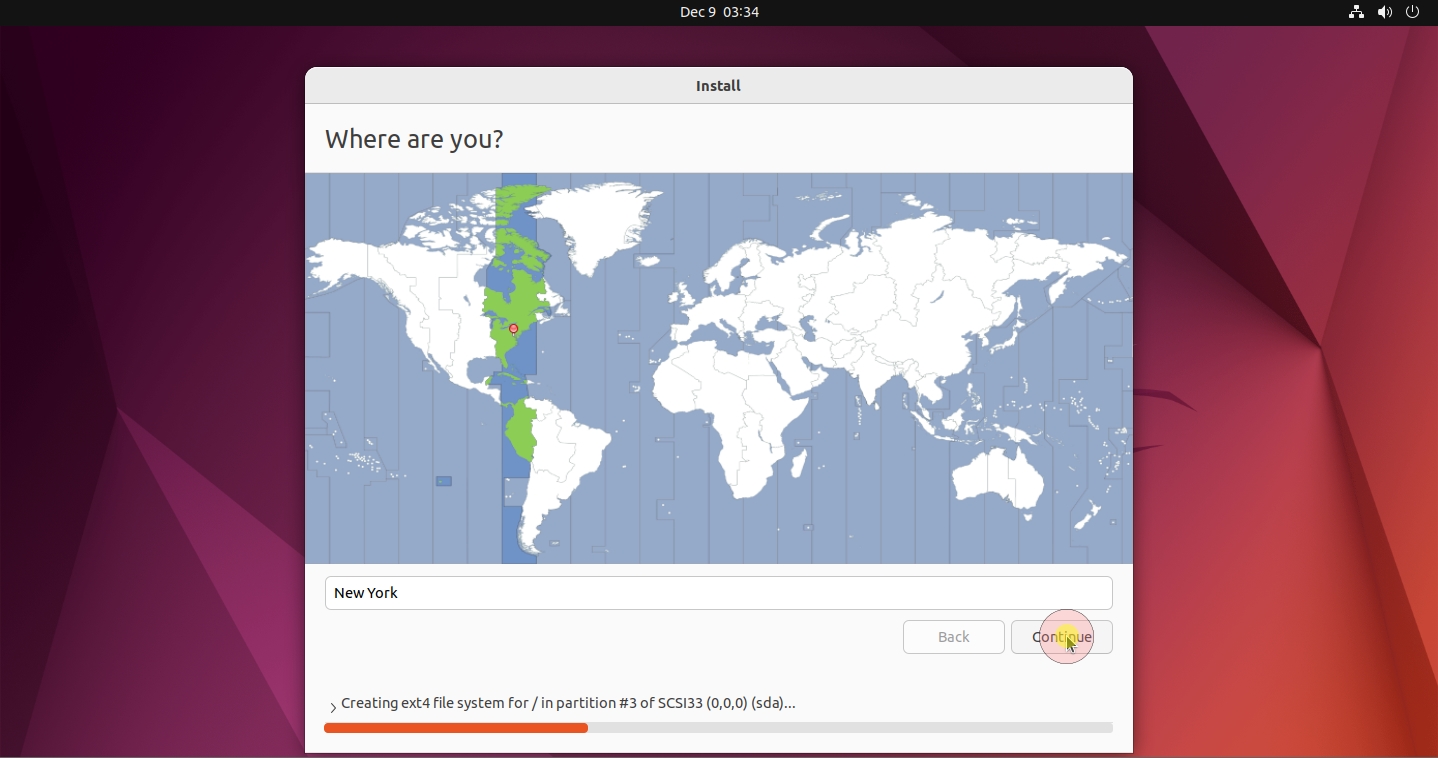 Dec 9  03:34
Install
Where are you?
New York
Back
Continue
Creating ext4 file system for / in partition #3 of SCSI33 (0,0,0) (sda)...